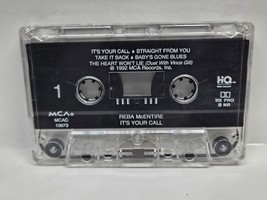 IT'S YOUR CALL • STRAIGHT FROM YOU
TAKE IT BACK • BABY'S GONE BLUES
THE HEART WON'T LIE (Duet With Vince Gill)
℗ 1992 MCA Records, Inc.
HQ
1
MCA
MCAC
10673
HX PRO
B NR
REBA McENTIRE
IT'S YOUR CALL